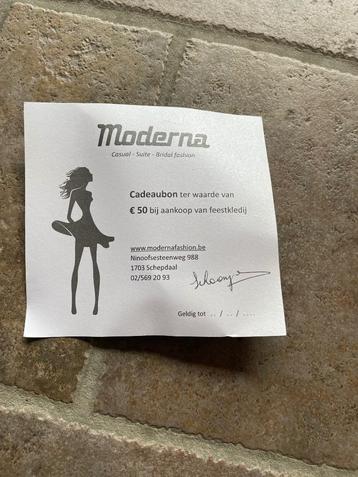 Moderna
Casual - Suite - Bridal fashion
Cadeaubon ter waarde van
€ 50 bij aankoop van feestkledij
www.modernafashion.be
Ninoofsesteenweg 988
1703 Schepdaal
02/569 20 93
Geldig tot .. / .. / ....